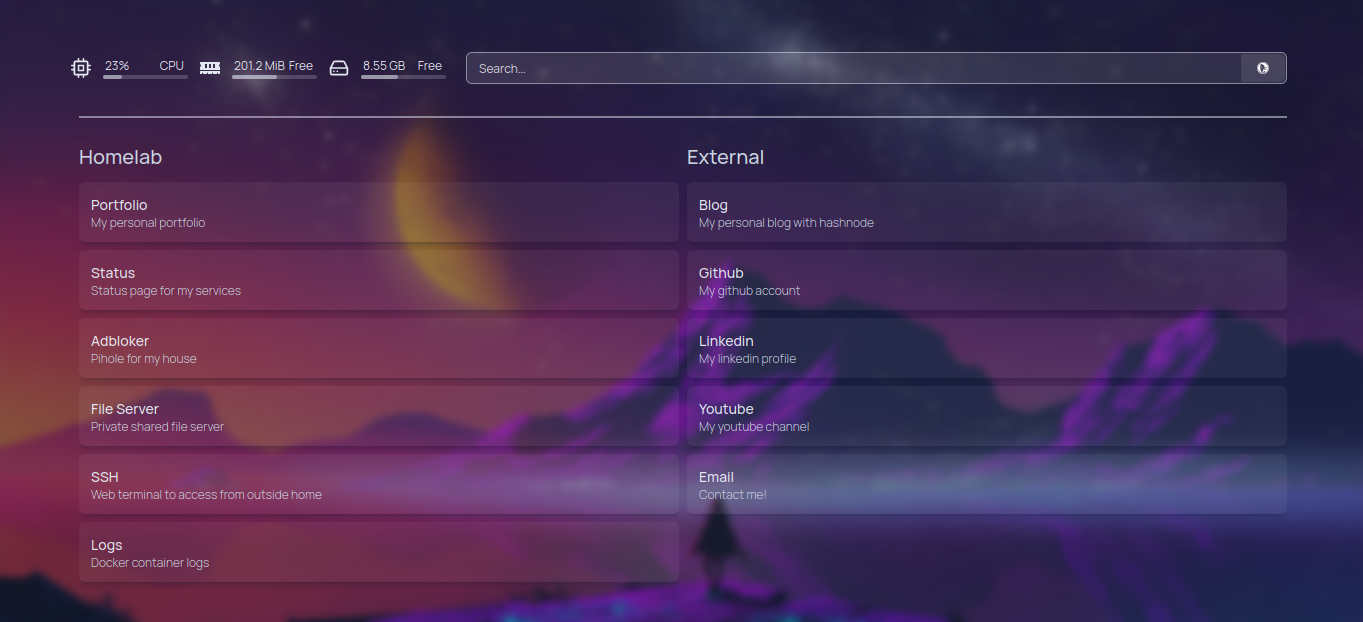 23% CPU 201.2 MiB Free 8.55 GB Free Search...
Homelab
Portfolio
My personal portfolio
Status
Status page for my services
Adbloker
Pihole for my house
File Server
Private shared file server
SSH
Web terminal to access from outside home
Logs
Docker container logs
External
Blog
My personal blog with hashnode
Github
My github account
Linkedin
My linkedin profile
Youtube
My youtube channel
Email
Contact me!